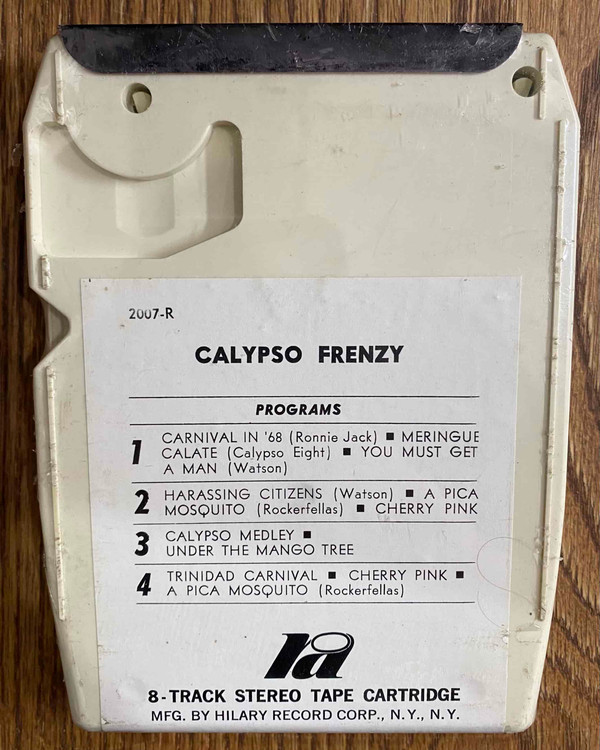 2007-R
CALYPSO FRENZY
PROGRAMS
1 CARNIVAL IN '68 (Ronnie Jack) ■ MERINGUE
CALATE (Calypso Eight) ■ YOU MUST GET
A MAN (Watson)
2 HARASSING CITIZENS (Watson) ■ A PICA
MOSQUITO (Rockerfellas) ■ CHERRY PINK
3 CALYPSO MEDLEY ■
UNDER THE MANGO TREE
4 TRINIDAD CARNIVAL ■ CHERRY PINK ■
A PICA MOSQUITO (Rockerfellas)
ra
8-TRACK STEREO TAPE CARTRIDGE
MFG. BY HILARY RECORD CORP., N.Y., N.Y.